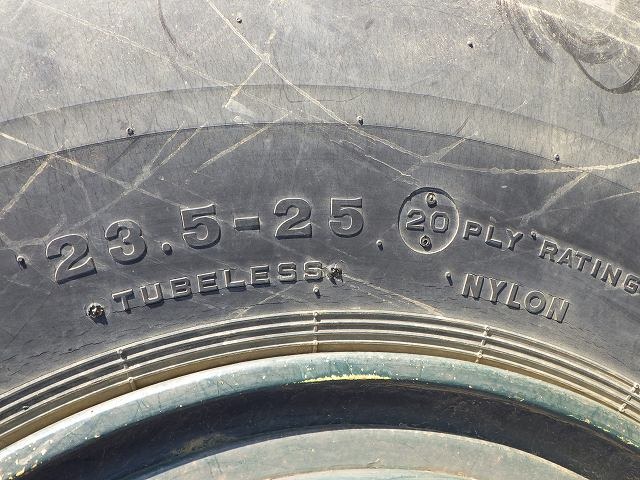 23.5-25 20 PLY RATING
TUBELESS NYLON